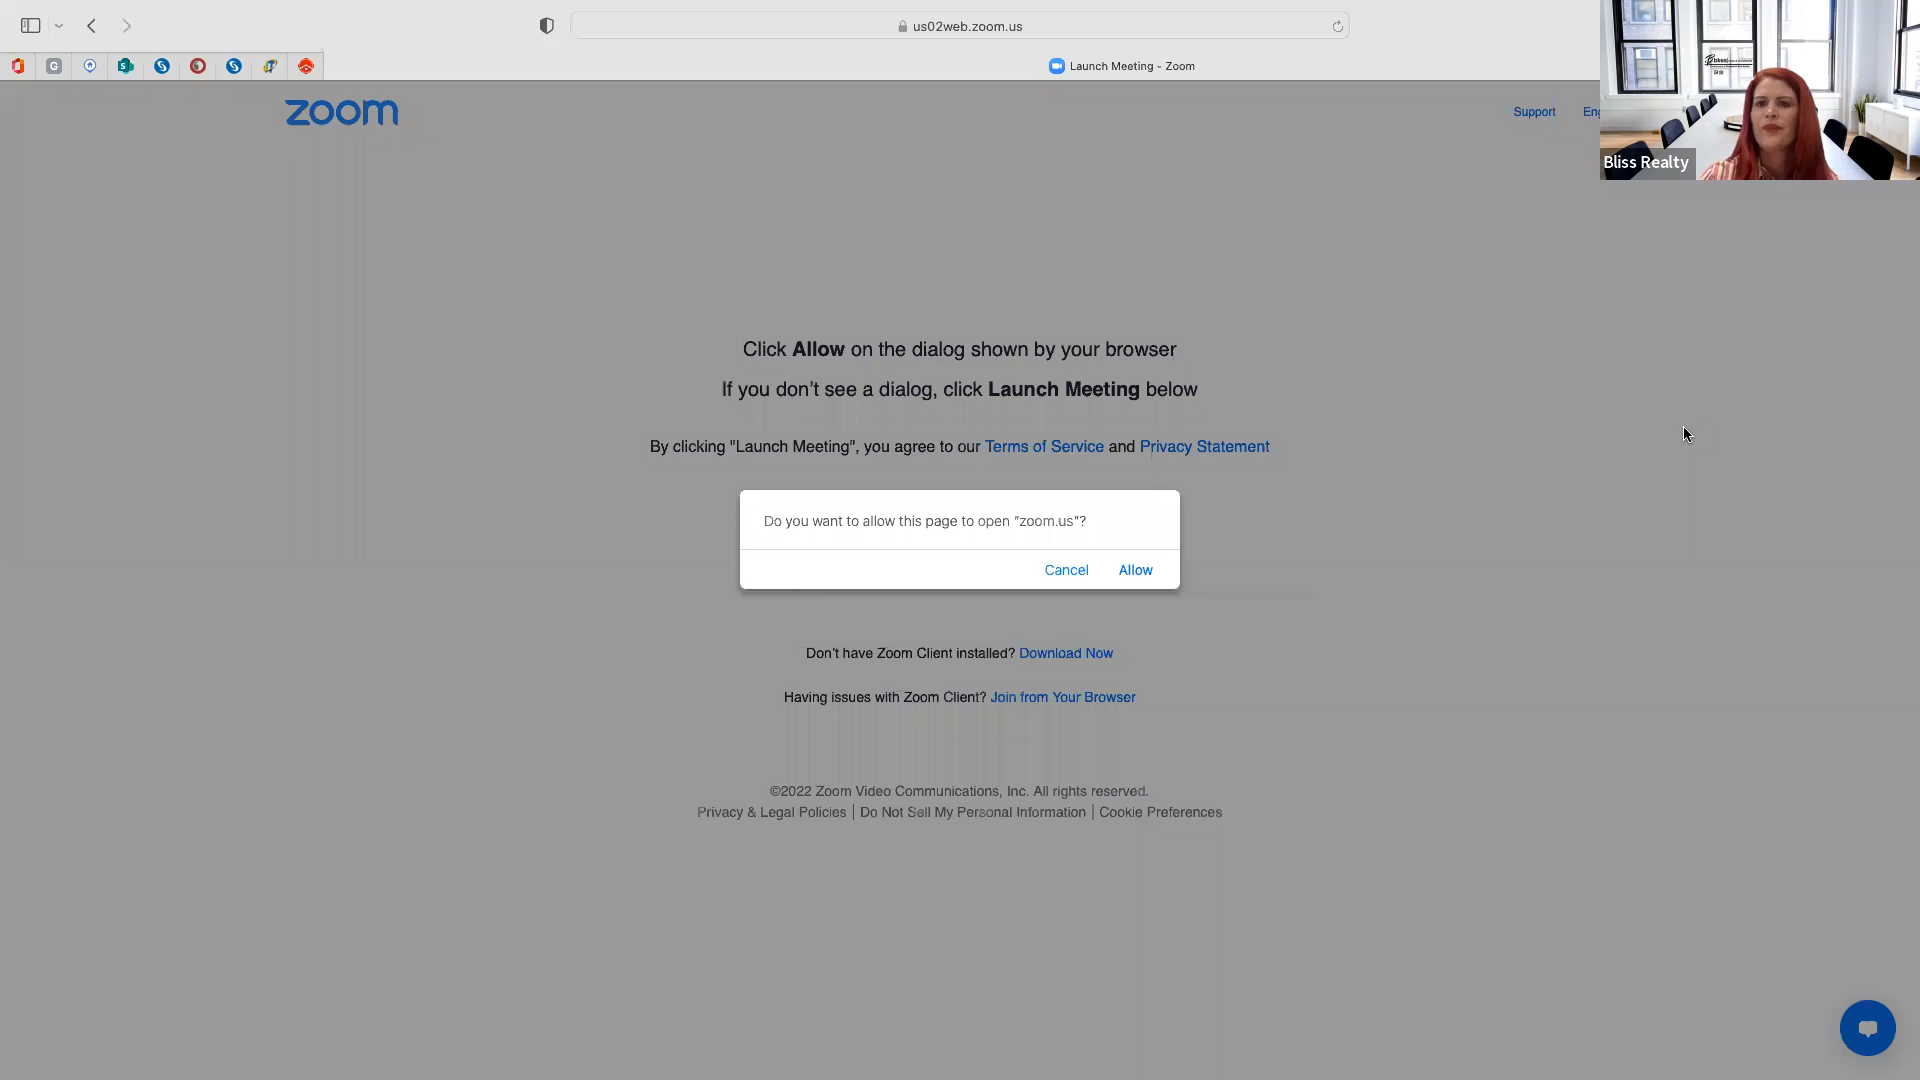 us02web.zoom.us
Launch Meeting - Zoom
zoom
Support
Eng
Bliss Realty
Click Allow on the dialog shown by your browser
If you don't see a dialog, click Launch Meeting below
By clicking "Launch Meeting", you agree to our Terms of Service and Privacy Statement
Do you want to allow this page to open "zoom.us"?
Cancel
Allow
Don't have Zoom Client installed? Download Now
Having issues with Zoom Client? Join from Your Browser
©2022 Zoom Video Communications, Inc. All rights reserved.
Privacy & Legal Policies | Do Not Sell My Personal Information | Cookie Preferences